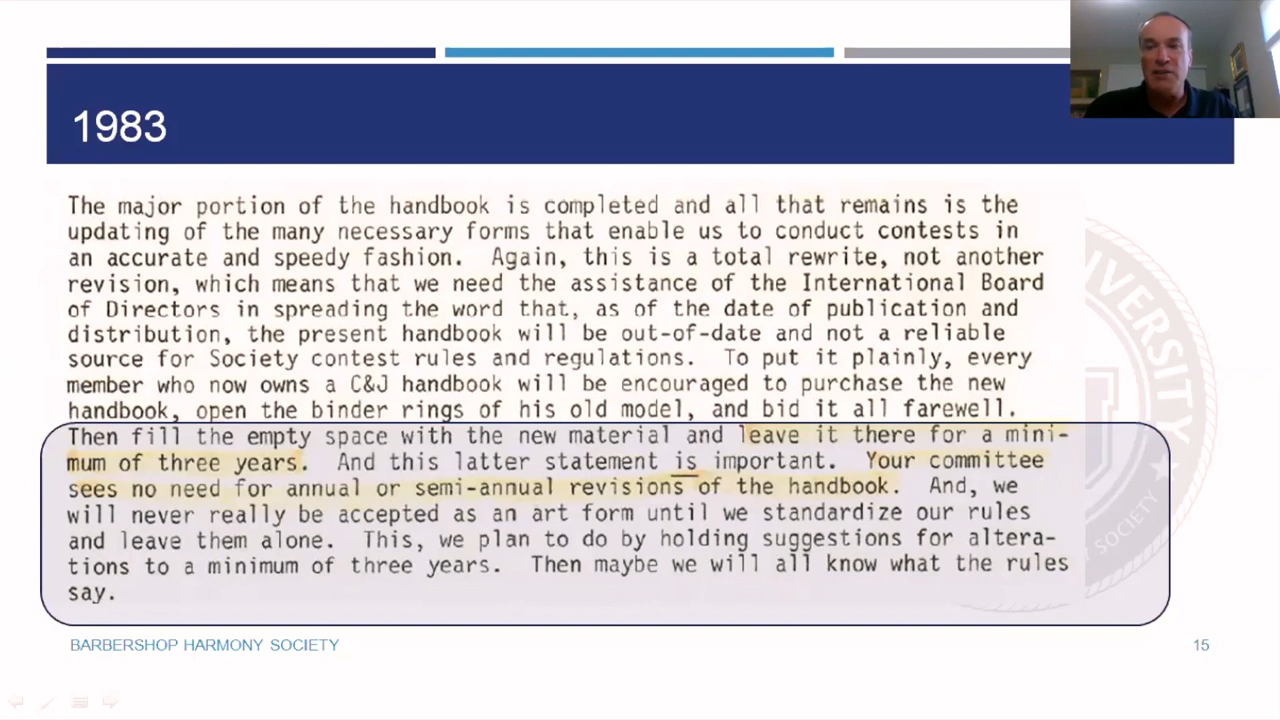 1983
The major portion of the handbook is completed and all that remains is the
updating of the many necessary forms that enable us to conduct contests in
an accurate and speedy fashion. Again, this is a total rewrite, not another
revision, which means that we need the assistance of the International Board
of Directors in spreading the word that, as of the date of publication and
distribution, the present handbook will be out-of-date and not a reliable
source for Society contest rules and regulations. To put it plainly, every
member who now owns a C&J handbook will be encouraged to purchase the new
handbook, open the binder rings of his old model, and bid it all farewell.
Then fill the empty space with the new material and leave it there for a mini-
mum of three years. And this latter statement is important. Your committee
sees no need for annual or semi-annual revisions of the handbook. And, we
will never really be accepted as an art form until we standardize our rules
and leave them alone. This, we plan to do by holding suggestions for altera-
tions to a minimum of three years. Then maybe we will all know what the rules
say.
BARBERSHOP HARMONY SOCIETY
15